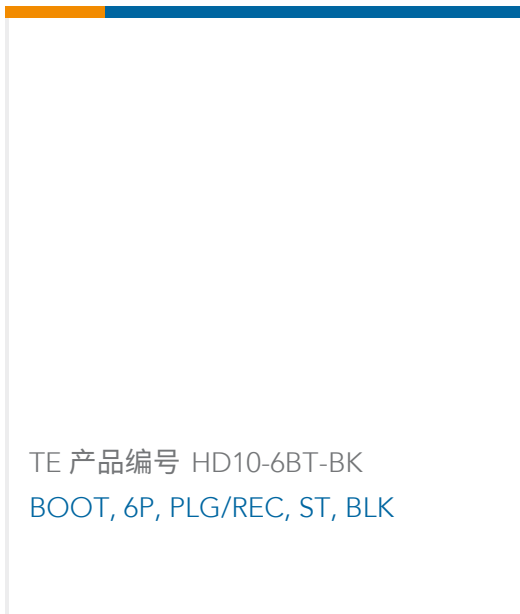 TE 产品编号 HD10-6BT-BK
BOOT, 6P, PLG/REC, ST, BLK